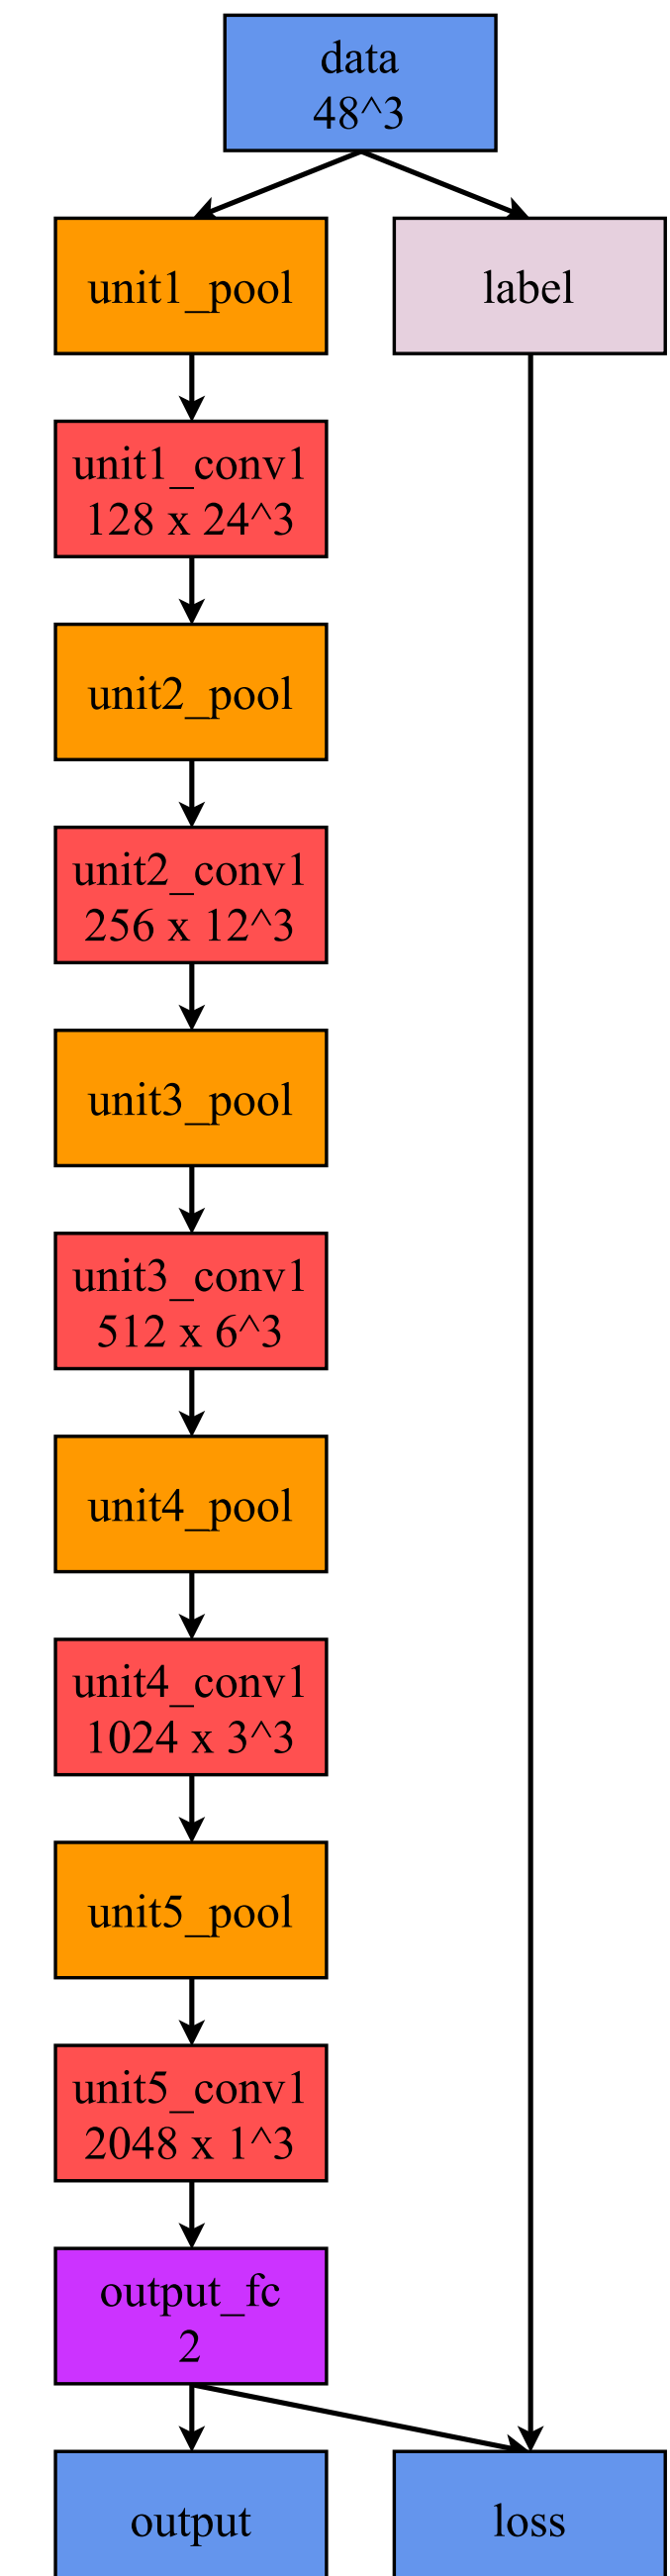 data
48^3
unit1_pool
label
unit1_conv1
128 x 24^3
unit2_pool
unit2_conv1
256 x 12^3
unit3_pool
unit3_conv1
512 x 6^3
unit4_pool
unit4_conv1
1024 x 3^3
unit5_pool
unit5_conv1
2048 x 1^3
output_fc
2
output
loss